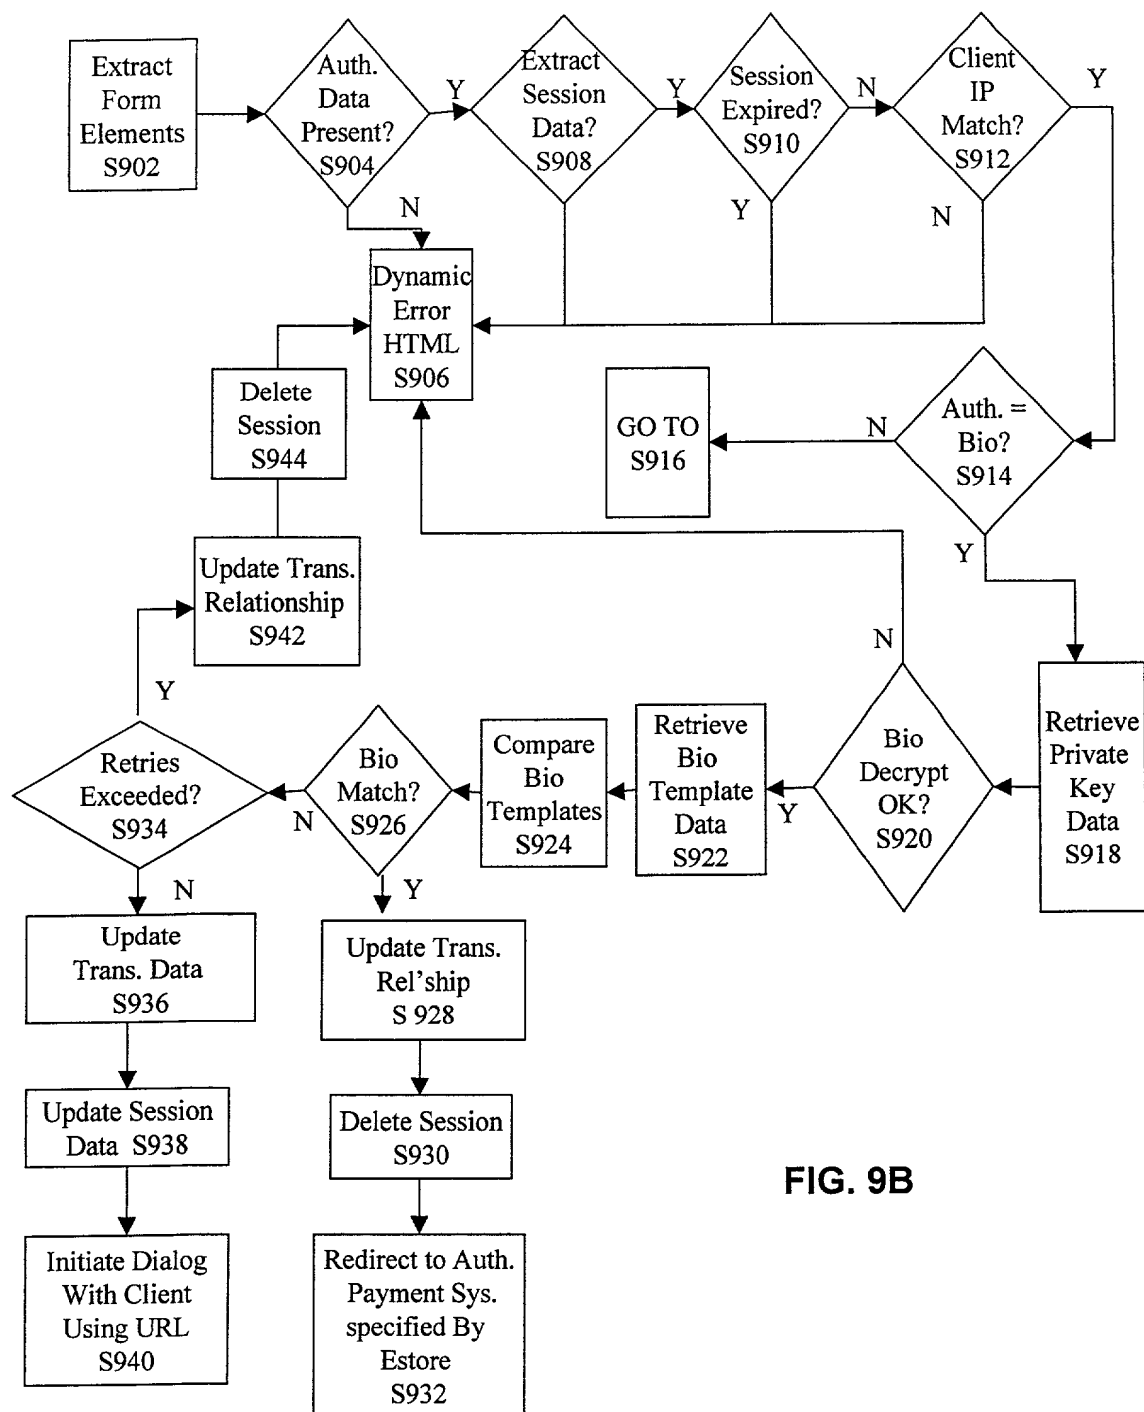 Extract
Form
Elements
S902
Auth.
Data
Present?
S904
Y
N
Extract
Session
Data?
S908
Y
Session
Expired?
S910
N
Y
Client
IP
Match?
S912
Y
N
Dynamic
Error
HTML
S906
Delete
Session
S944
GO TO
S916
N
Auth. =
Bio?
S914
Y
Update Trans.
Relationship
S942
Y
N
Retries
Exceeded?
S934
N
Bio
Match?
S926
N
Y
Compare
Bio
Templates
S924
Retrieve
Bio
Template
Data
S922
Y
Bio
Decrypt
OK?
S920
Retrieve
Private
Key
Data
S918
Update
Trans. Data
S936
Update Trans.
Rel'ship
S 928
Update Session
Data S938
Delete Session
S930
FIG. 9B
Initiate Dialog
With Client
Using URL
S940
Redirect to Auth.
Payment Sys.
specified By
Estore
S932